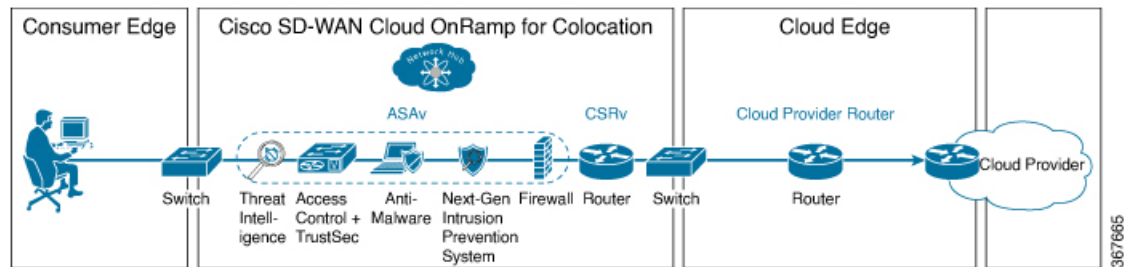 Consumer Edge
Cisco SD-WAN Cloud OnRamp for Colocation
Cloud Edge
Network Hub
ASAv
CSRv
Cloud Provider Router
Cloud Provider
Switch
Threat
Intell-
igence
Access
Control +
TrustSec
Anti-
Malware
Next-Gen
Intrusion
Prevention
System
Firewall
Router
Switch
Router
367665